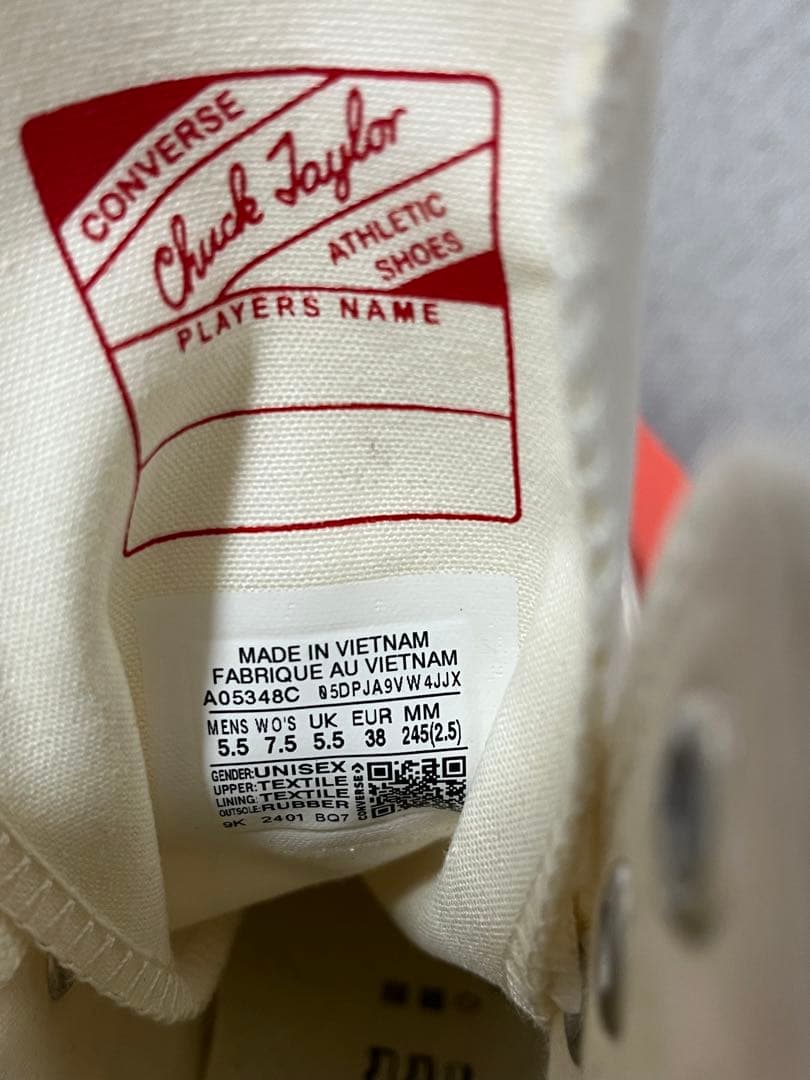 CONVERSE
Chuck Taylor
ATHLETIC
SHOES
PLAYERS NAME
MADE IN VIETNAM
FABRIQUE AU VIETNAM
A05348C 05DPJA9VW4JJX
MENS WO'S UK EUR MM
5.5 7.5 5.5 38 245(2.5)
GENDER:UNISEX
UPPER:TEXTILE
LINING:TEXTILE
OUTSOLE:RUBBER
9K 2401 BQ7
CONVERSE